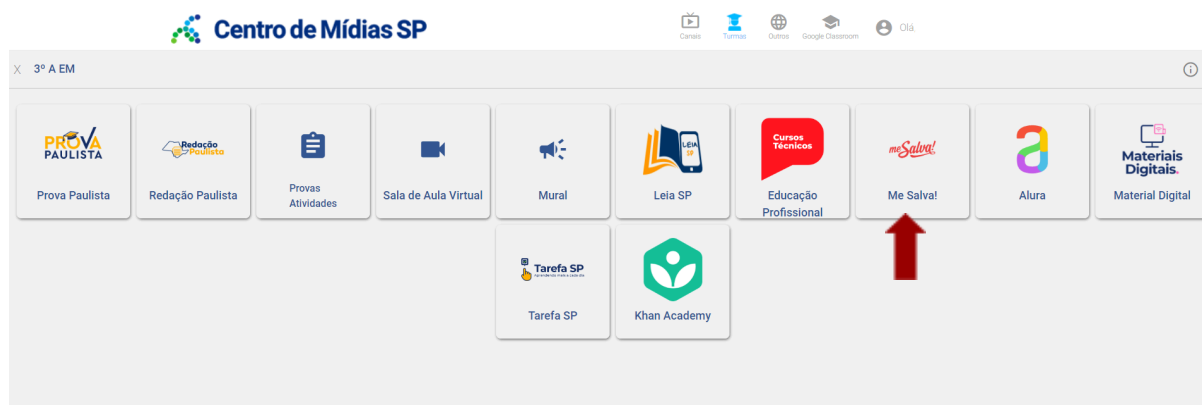 Centro de Mídias SP
Canais
Turmas
Outros
Google Classroom
Olá
X 3º A EM
PROVA
PAULISTA
Prova Paulista
Redação
Paulista
Redação Paulista
Provas
Atividades
Sala de Aula Virtual
Mural
LEIA
SP
Leia SP
Cursos
Técnicos
Educação
Profissional
me Salva!
Me Salva!
a
Alura
Materiais
Digitais.
Material Digital
Tarefa SP
Tarefa SP
Khan Academy